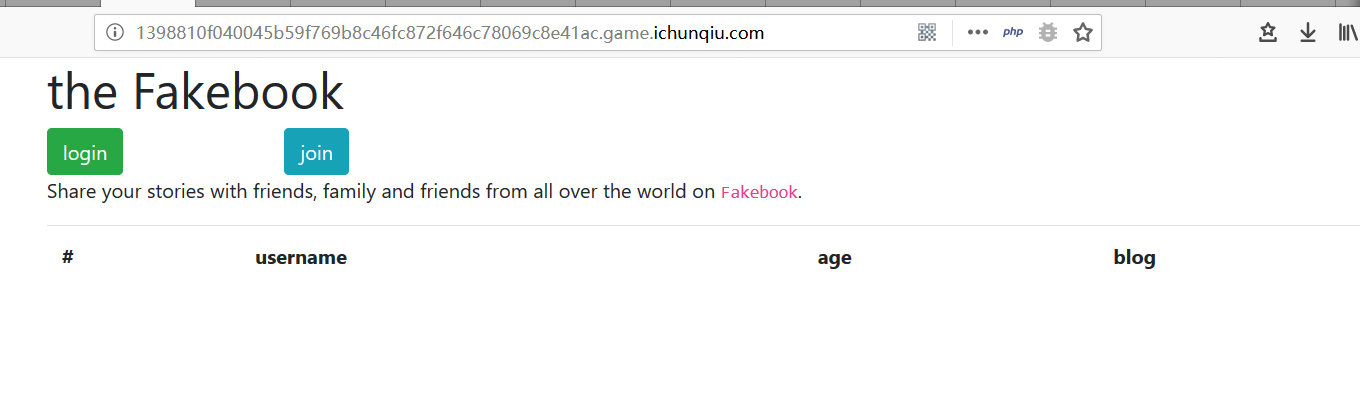 1398810f040045b59f769b8c46fc872f646c78069c8e41ac.game.ichunqiu.com
php
the Fakebook
login join
Share your stories with friends, family and friends from all over the world on Fakebook.
# username age blog